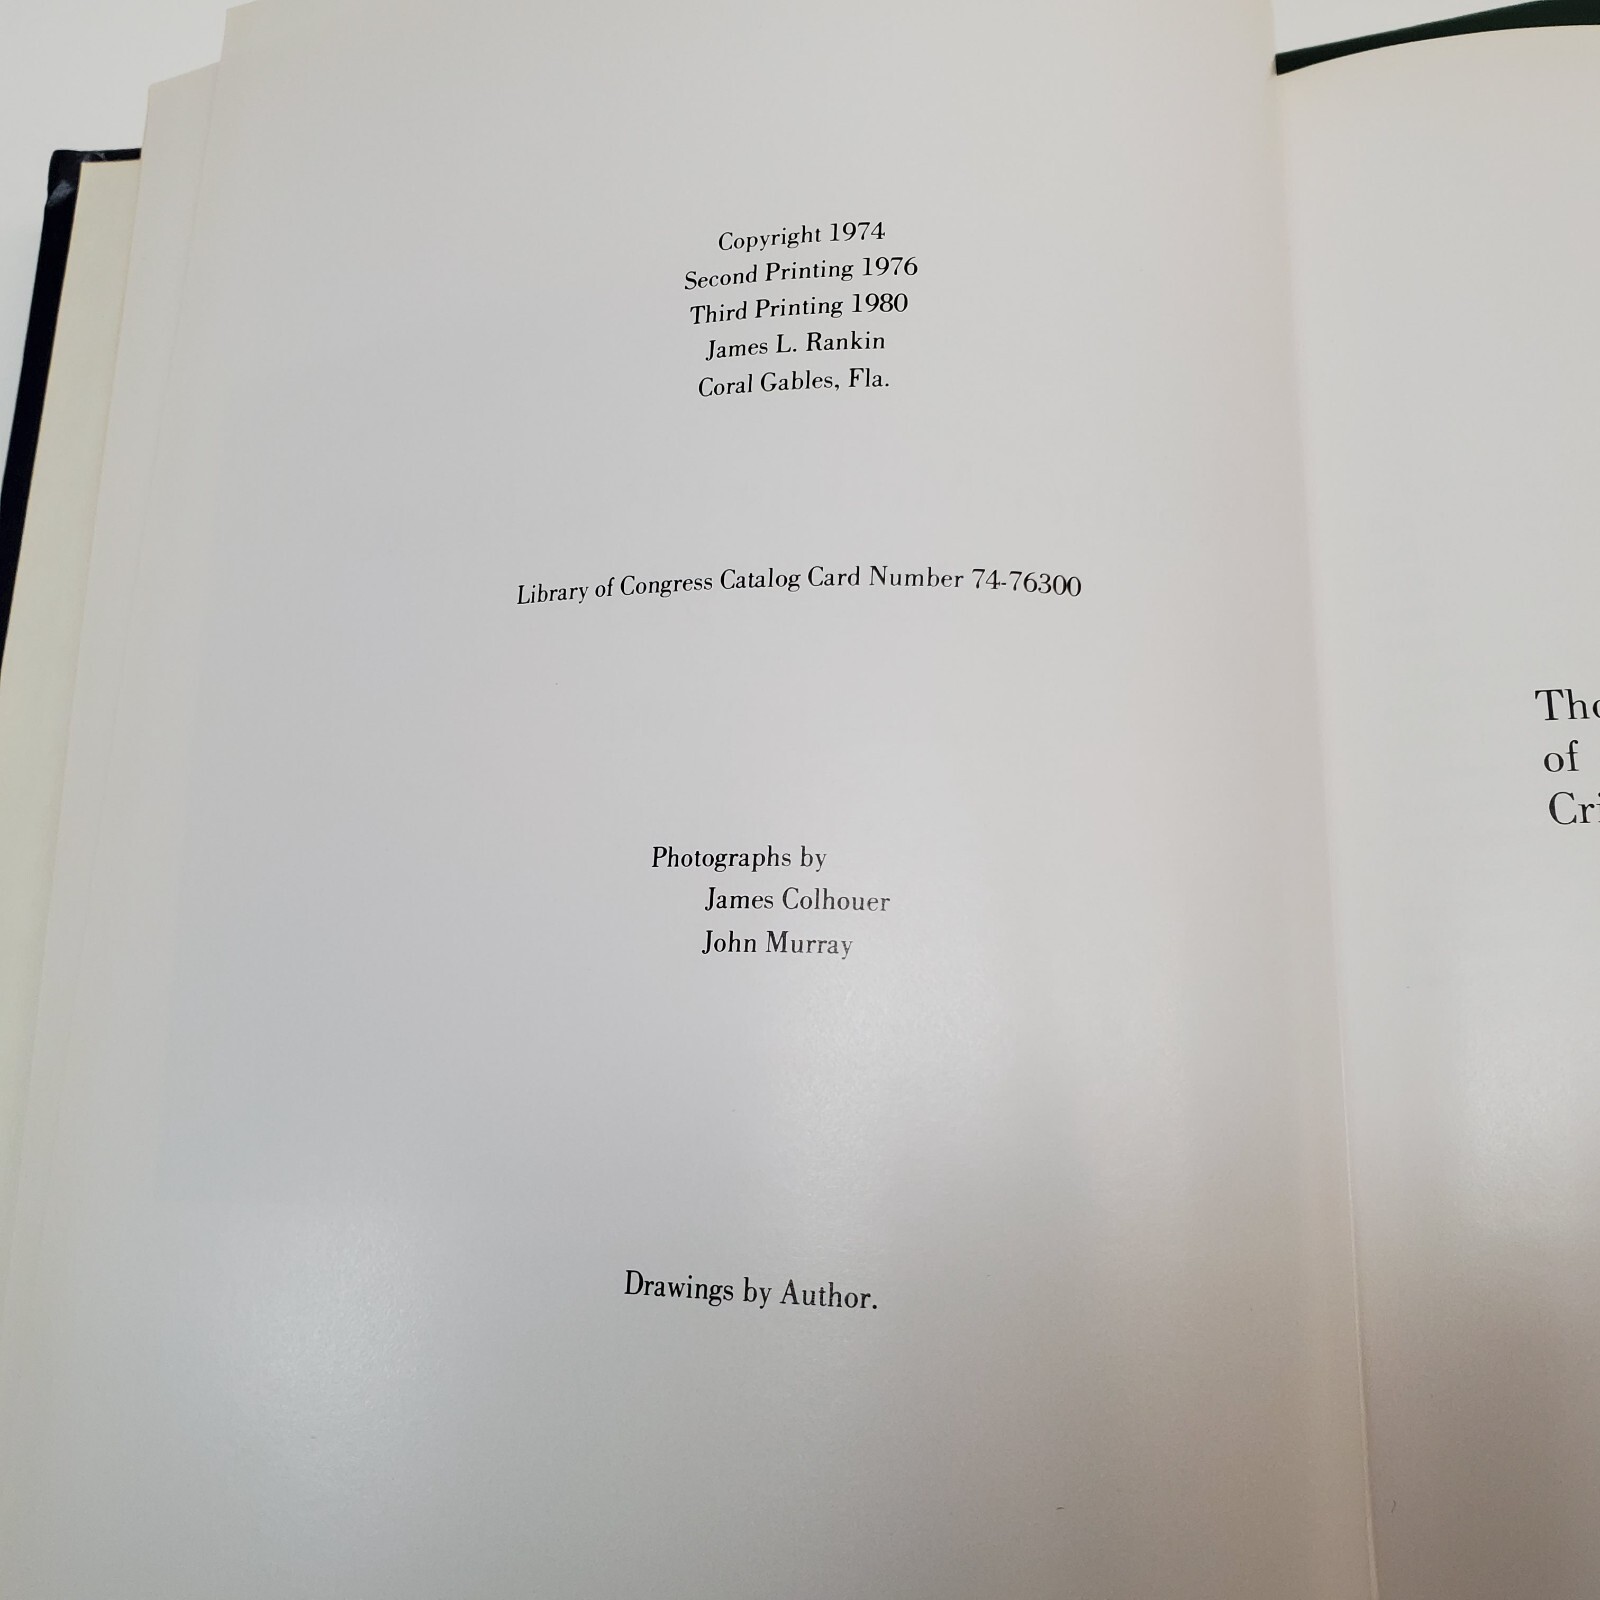 Copyright 1974
Second Printing 1976
Third Printing 1980
James L. Rankin
Coral Gables, Fla.
Library of Congress Catalog Card Number 74-76300
Photographs by
James Colhouer
John Murray
Drawings by Author.
of